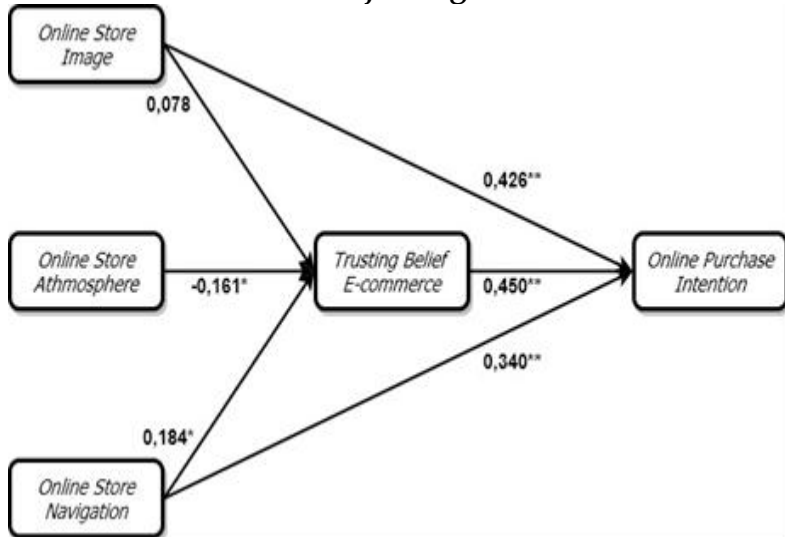 Online Store
Image
0,078
0,426**
Online Store
Athmosphere
-0,161*
Trusting Belief
E-commerce
0,450**
Online Purchase
Intention
0,340**
0,184*
Online Store
Navigation